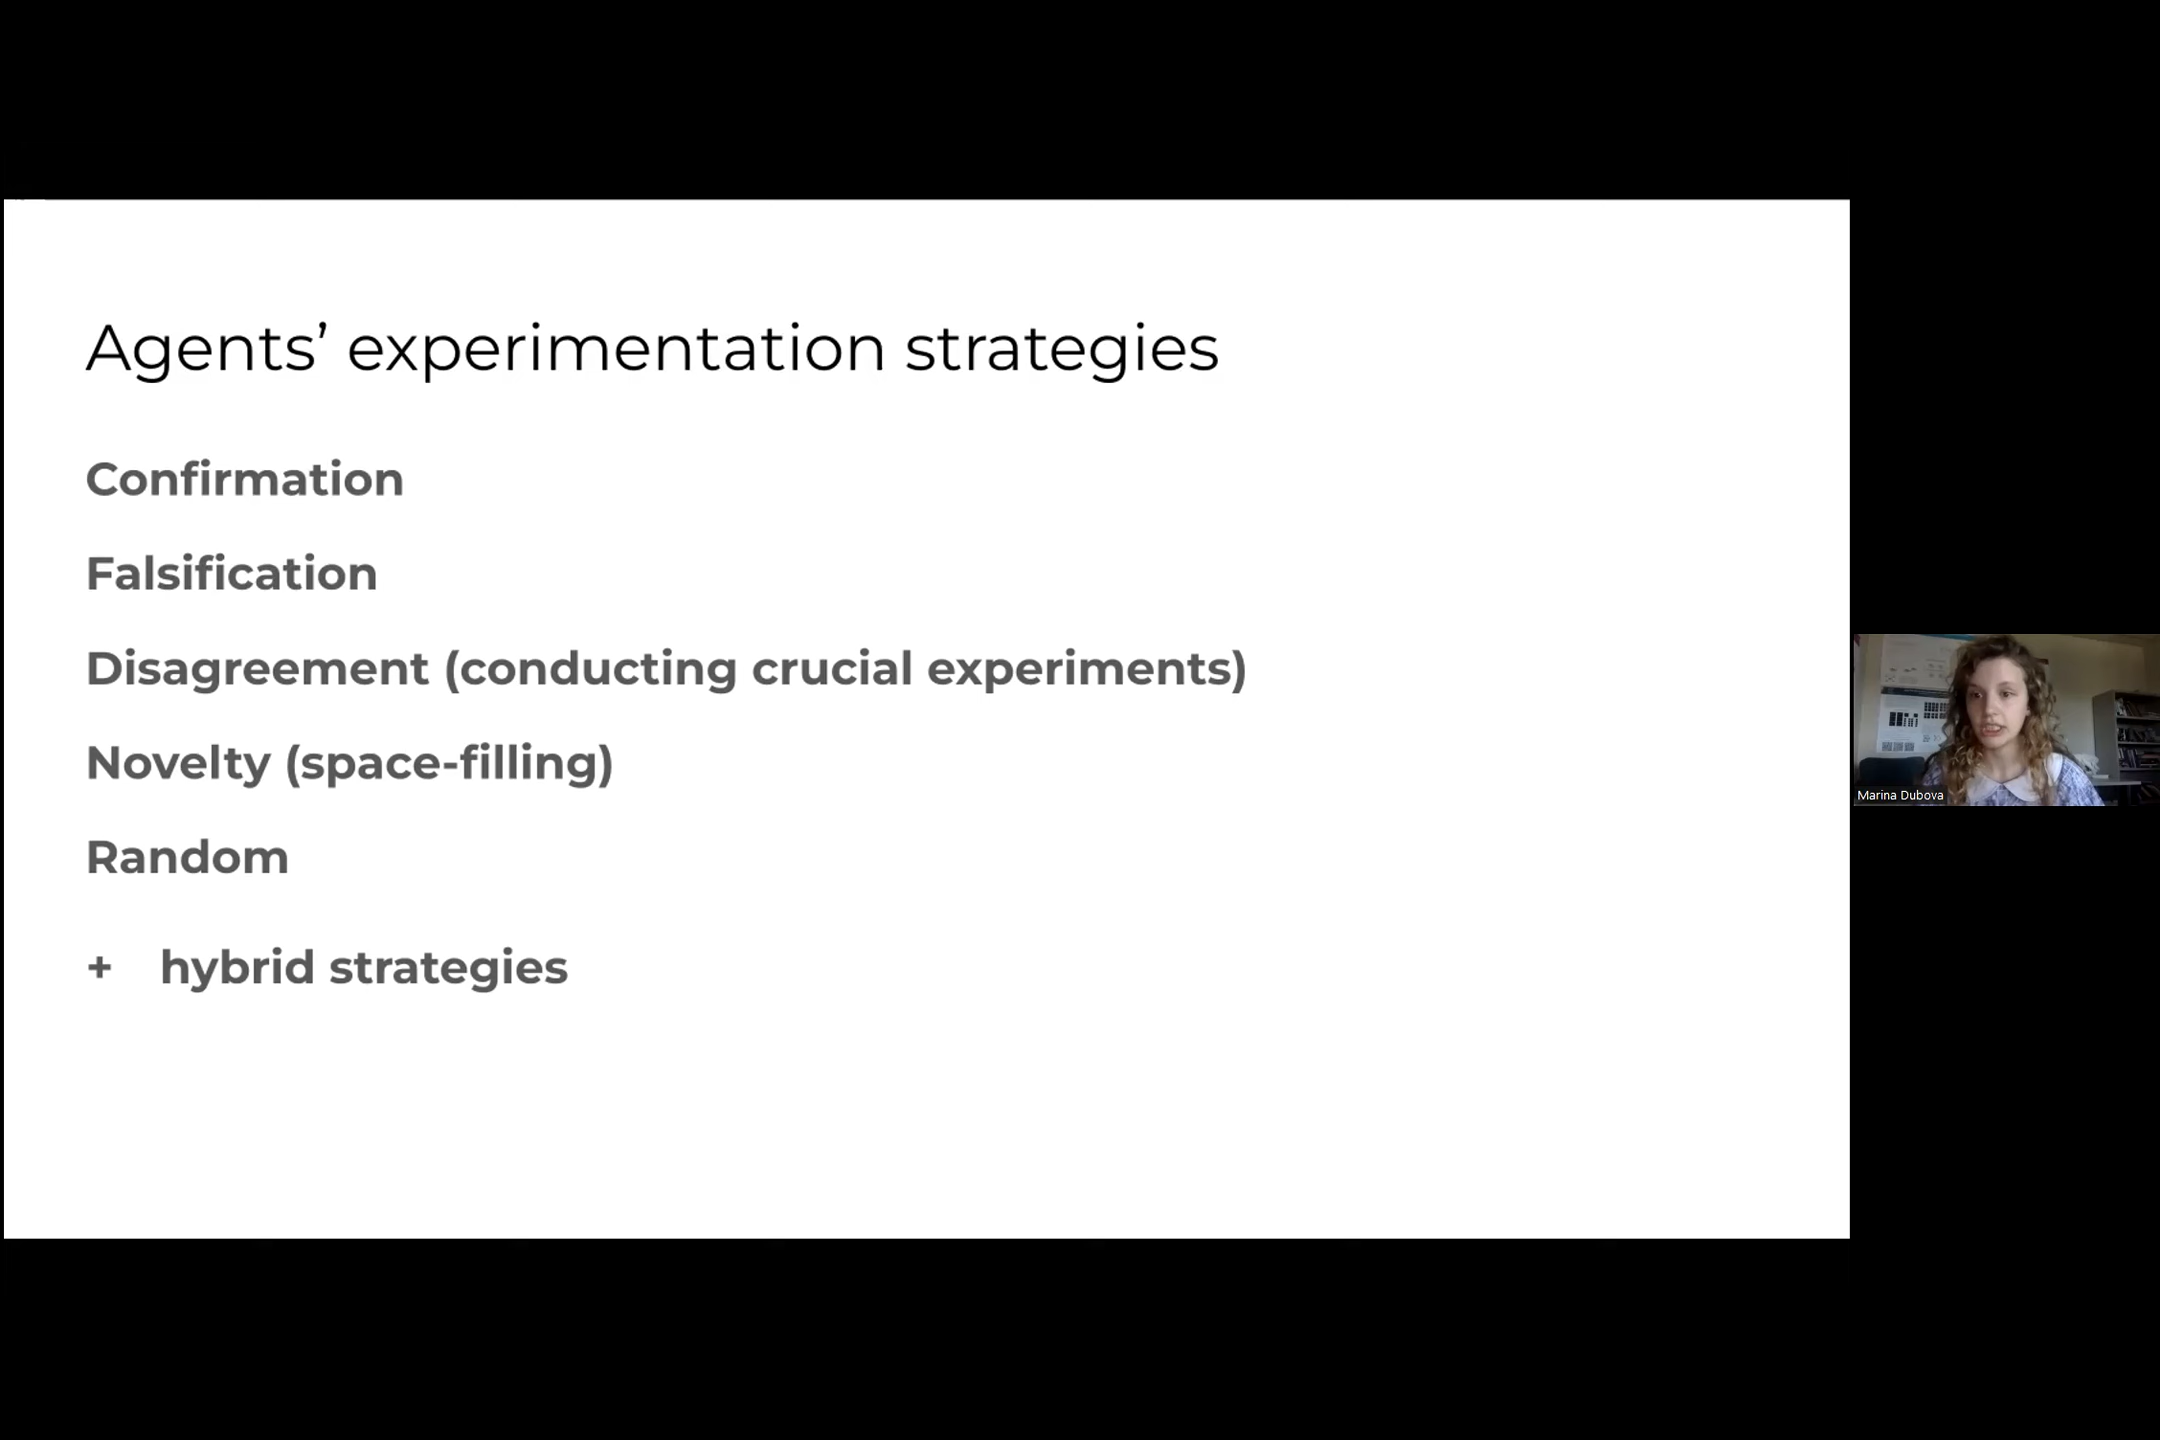 Agents’ experimentation strategies
Confirmation
Falsification
Disagreement (conducting crucial experiments)
Novelty (space-filling)
Random
+ hybrid strategies
Marina Dubova